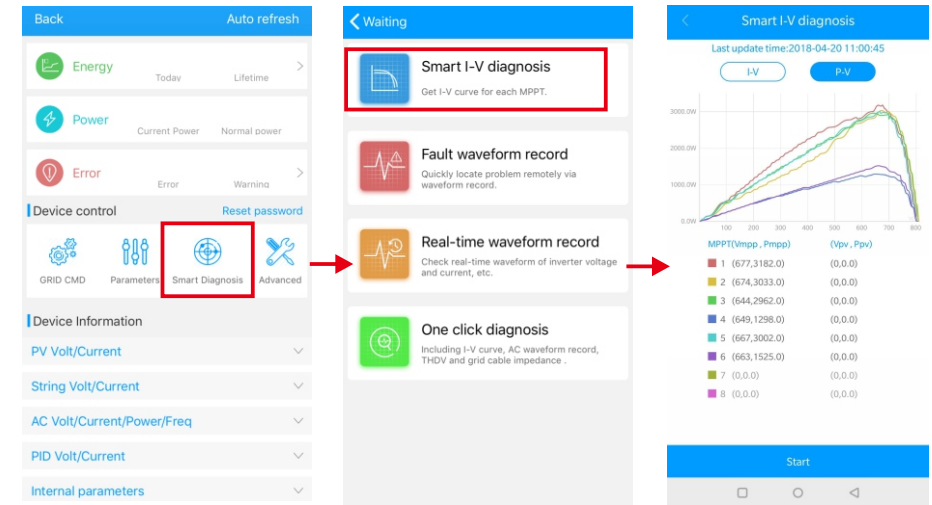 Back Auto refresh
Energy
Today Lifetime
Power
Current Power Normal power
Error
Error Warning
Device control Reset password
GRID CMD Parameters Smart Diagnosis Advanced
Device Information
PV Volt/Current
String Volt/Current
AC Volt/Current/Power/Freq
PID Volt/Current
Internal parameters
Waiting
Smart I-V diagnosis
Get I-V curve for each MPPT.
Fault waveform record
Quickly locate problem remotely via
waveform record.
Real-time waveform record
Check real-time waveform of inverter voltage
and current, etc.
One click diagnosis
Including I-V curve, AC waveform record,
THDV and grid cable impedance .
Smart I-V diagnosis
Last update time:2018-04-20 11:00:45
I-V P-V
3000.0W
2000.0W
1000.0W
0.0W
100 200 300 400 500 600 700 800
MPPT(Vmpp , Pmpp) (Vpv , Ppv)
1 (677,3182.0) (0,0.0)
2 (674,3033.0) (0,0.0)
3 (644,2962.0) (0,0.0)
4 (649,1298.0) (0,0.0)
5 (667,3002.0) (0,0.0)
6 (663,1525.0) (0,0.0)
7 (0,0.0) (0,0.0)
8 (0,0.0) (0,0.0)
Start